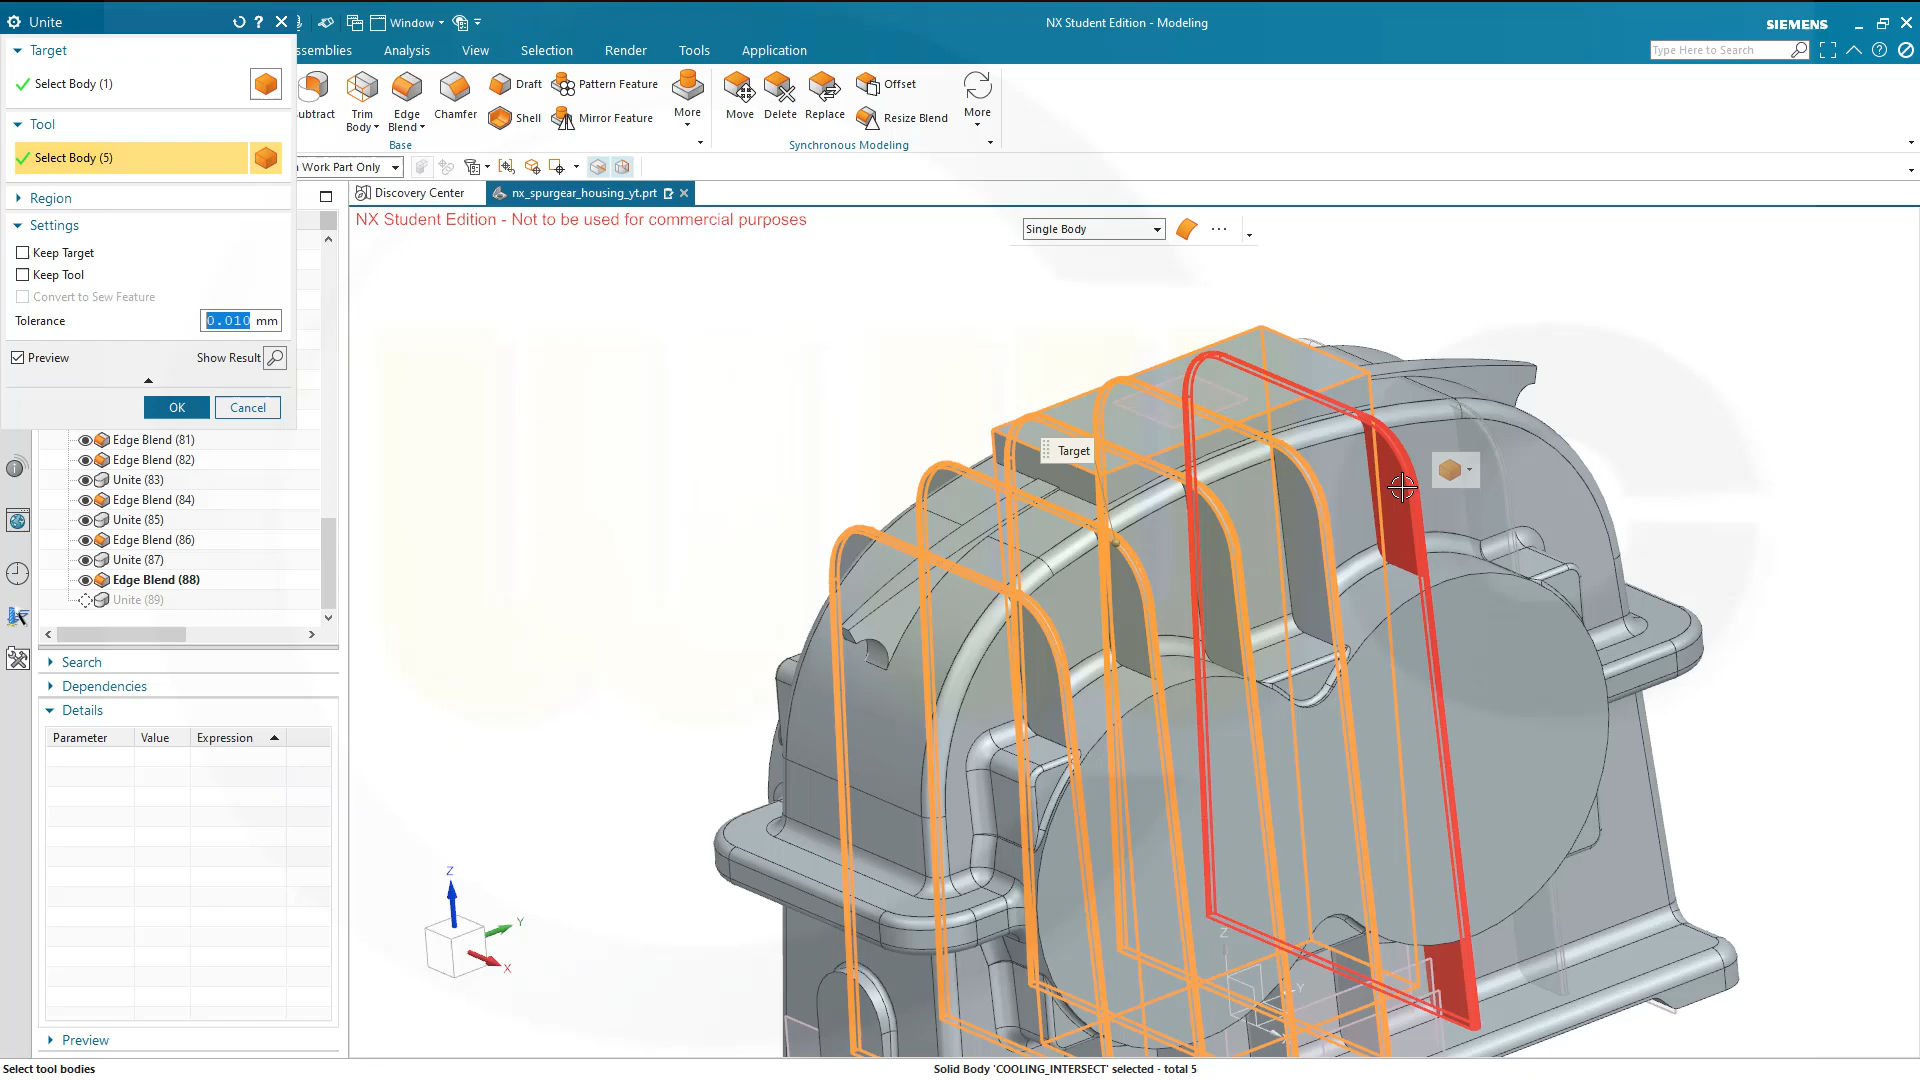 Unite
Window
NX Student Edition - Modeling
SIEMENS
ssemblies
Analysis
View
Selection
Render
Tools
Application
Type Here to Search
Target
Select Body (1)
Tool
Select Body (5)
Region
Settings
Keep Target
Keep Tool
Convert to Sew Feature
Tolerance
0.010 mm
Preview
Show Result
OK
Cancel
ubtract
Trim Body
Edge Blend
Chamfer
Draft
Shell
Pattern Feature
Mirror Feature
More
Base
Move
Delete
Replace
Offset
Resize Blend
More
Synchronous Modeling
Work Part Only
Discovery Center
nx_spurgear_housing_yt.prt
NX Student Edition - Not to be used for commercial purposes
Single Body
Target
Edge Blend (81)
Edge Blend (82)
Unite (83)
Edge Blend (84)
Unite (85)
Edge Blend (86)
Unite (87)
Edge Blend (88)
Unite (89)
Search
Dependencies
Details
Parameter
Value
Expression
Preview
Z
Y
X
Z
Y
Select tool bodies
Solid Body 'COOLING_INTERSECT' selected - total 5